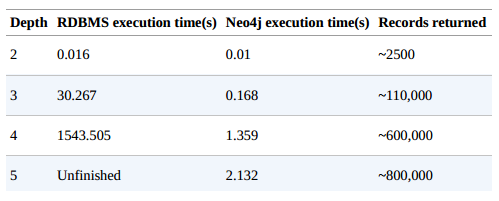 Depth RDBMS execution time(s) Neo4j execution time(s) Records returned
2 0.016 0.01 ~2500
3 30.267 0.168 ~110,000
4 1543.505 1.359 ~600,000
5 Unfinished 2.132 ~800,000